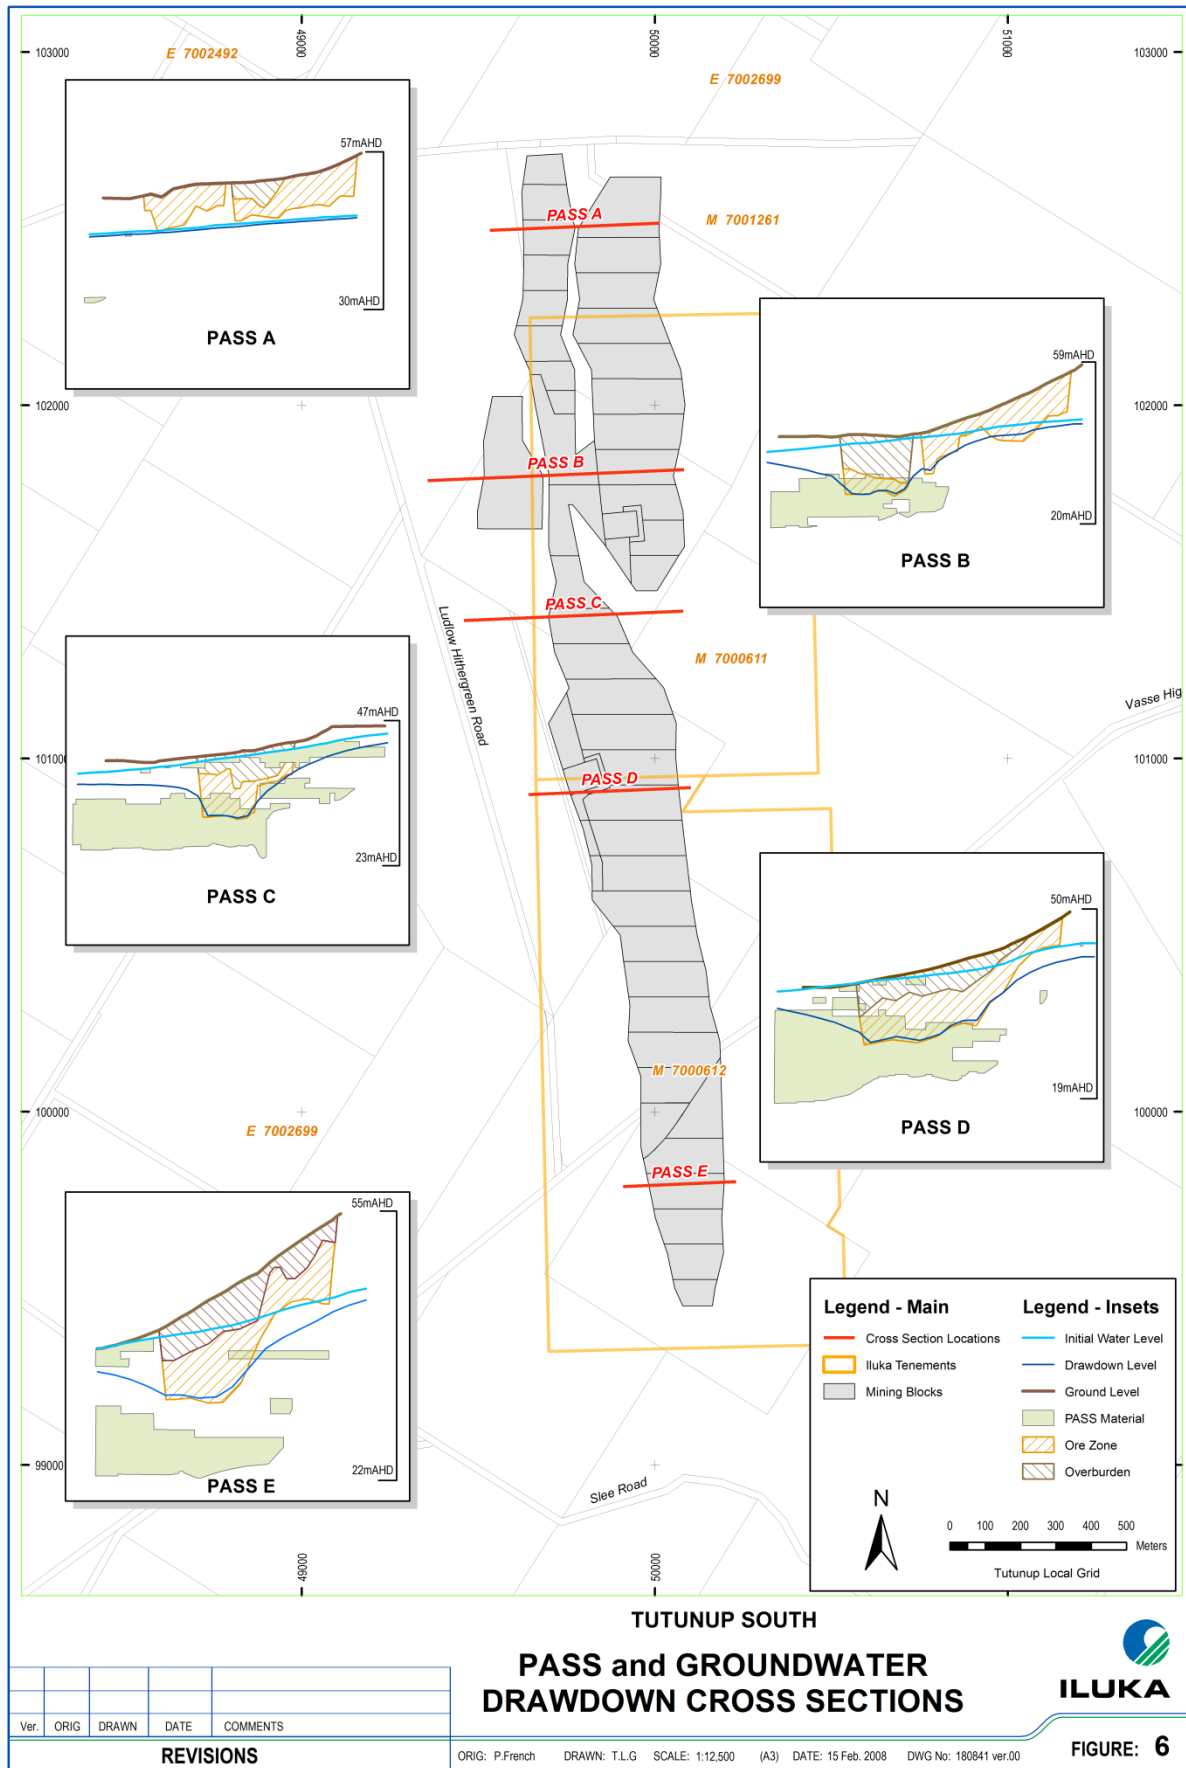 49000
50000
51000
103000
103000
E 7002492
E 7002699
57mAHD
30mAHD
PASS A
PASS A
M 7001261
59mAHD
20mAHD
PASS B
102000
102000
PASS B
PASS C
Ludlow Hithergreen Road
M 7000611
Vasse Hig
47mAHD
23mAHD
PASS C
101000
101000
PASS D
50mAHD
19mAHD
PASS D
M 7000612
100000
100000
E 7002699
PASS E
55mAHD
22mAHD
PASS E
99000
99000
Slee Road
Legend - Main
Cross Section Locations
Iluka Tenements
Mining Blocks
Legend - Insets
Initial Water Level
Drawdown Level
Ground Level
PASS Material
Ore Zone
Overburden
N
0 100 200 300 400 500
Meters
Tutunup Local Grid
49000
50000
TUTUNUP SOUTH
PASS and GROUNDWATER
DRAWDOWN CROSS SECTIONS
ILUKA
Ver. ORIG DRAWN DATE COMMENTS
REVISIONS
ORIG: P.French DRAWN: T.L.G SCALE: 1:12,500 (A3) DATE: 15 Feb. 2008 DWG No: 180841 ver.00
FIGURE: 6